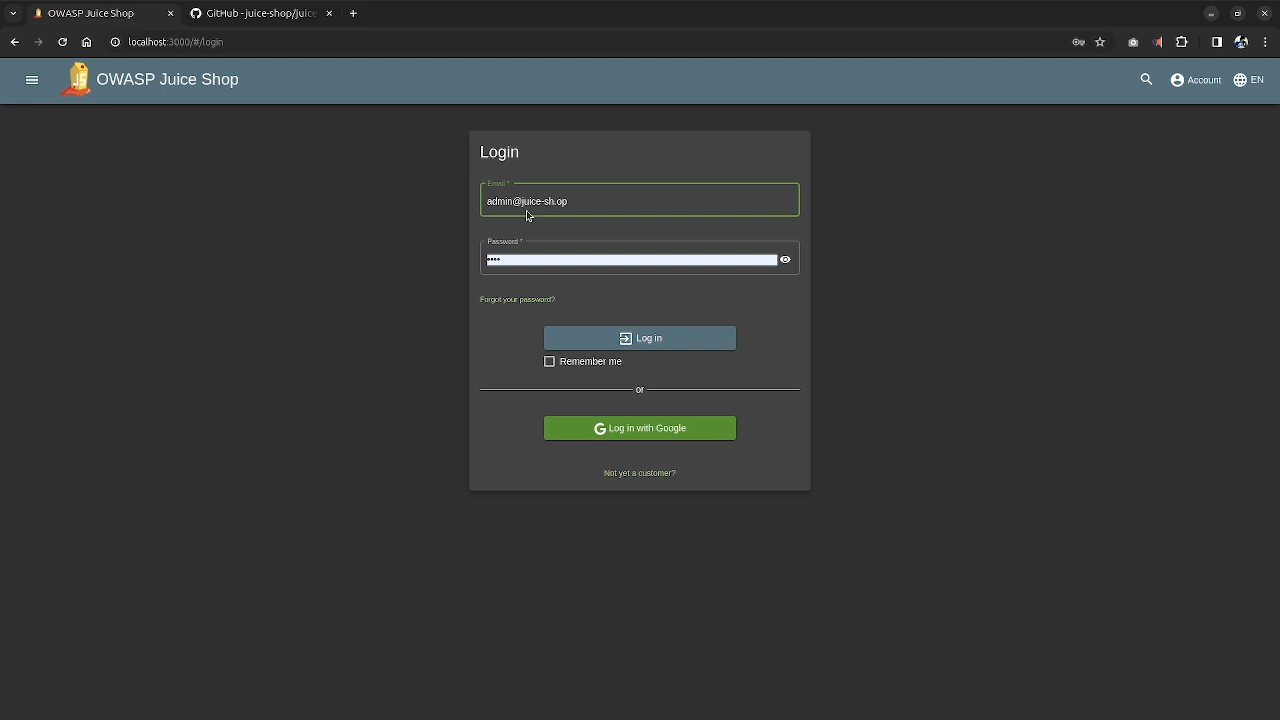 OWASP Juice Shop
GitHub - juice-shop/juice
localhost:3000/#/login
OWASP Juice Shop
Account
EN
Login
Email *
admin@juice-sh.op
Password *
••••
Forgot your password?
Log in
Remember me
or
Log in with Google
Not yet a customer?